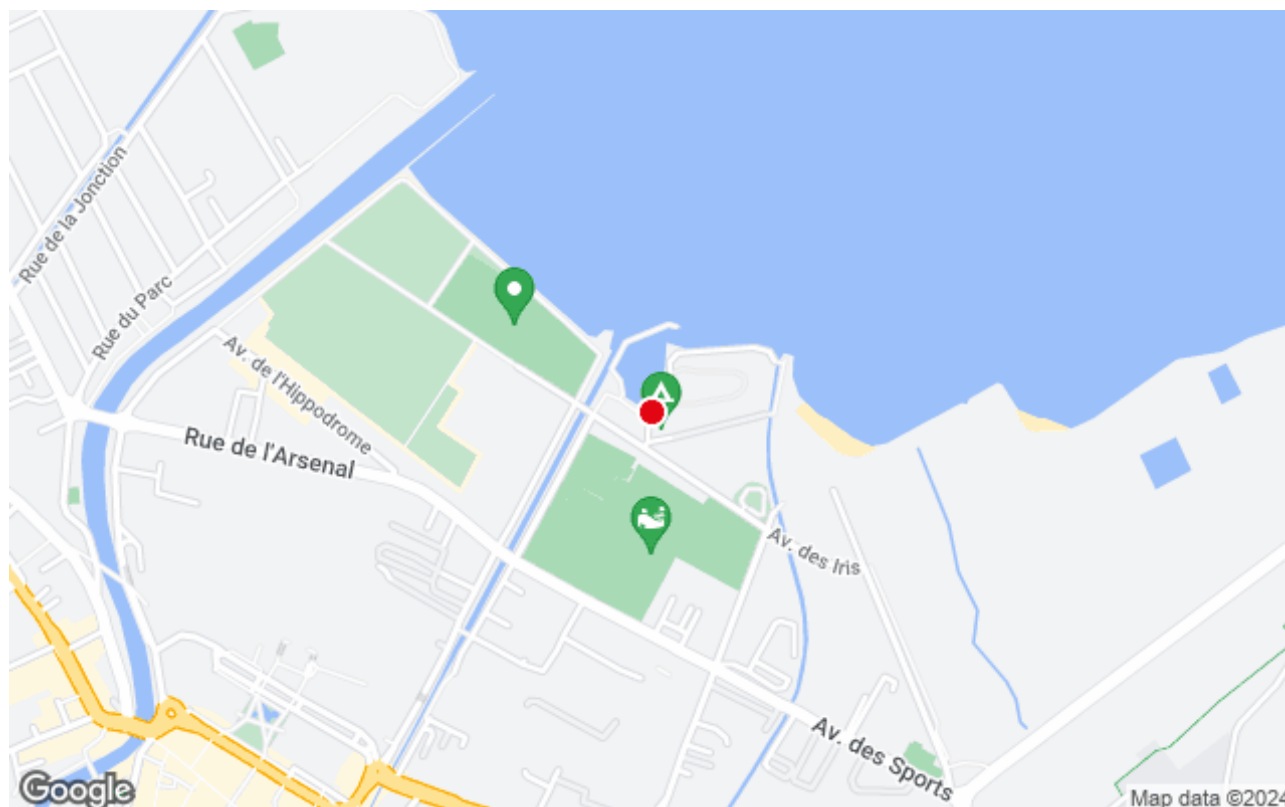 Rue de la Jonction
Rue du Parc
Av. de l'Hippodrome
Rue de l'Arsenal
Av. des Iris
Av. des Sports
Google
Map data ©2024